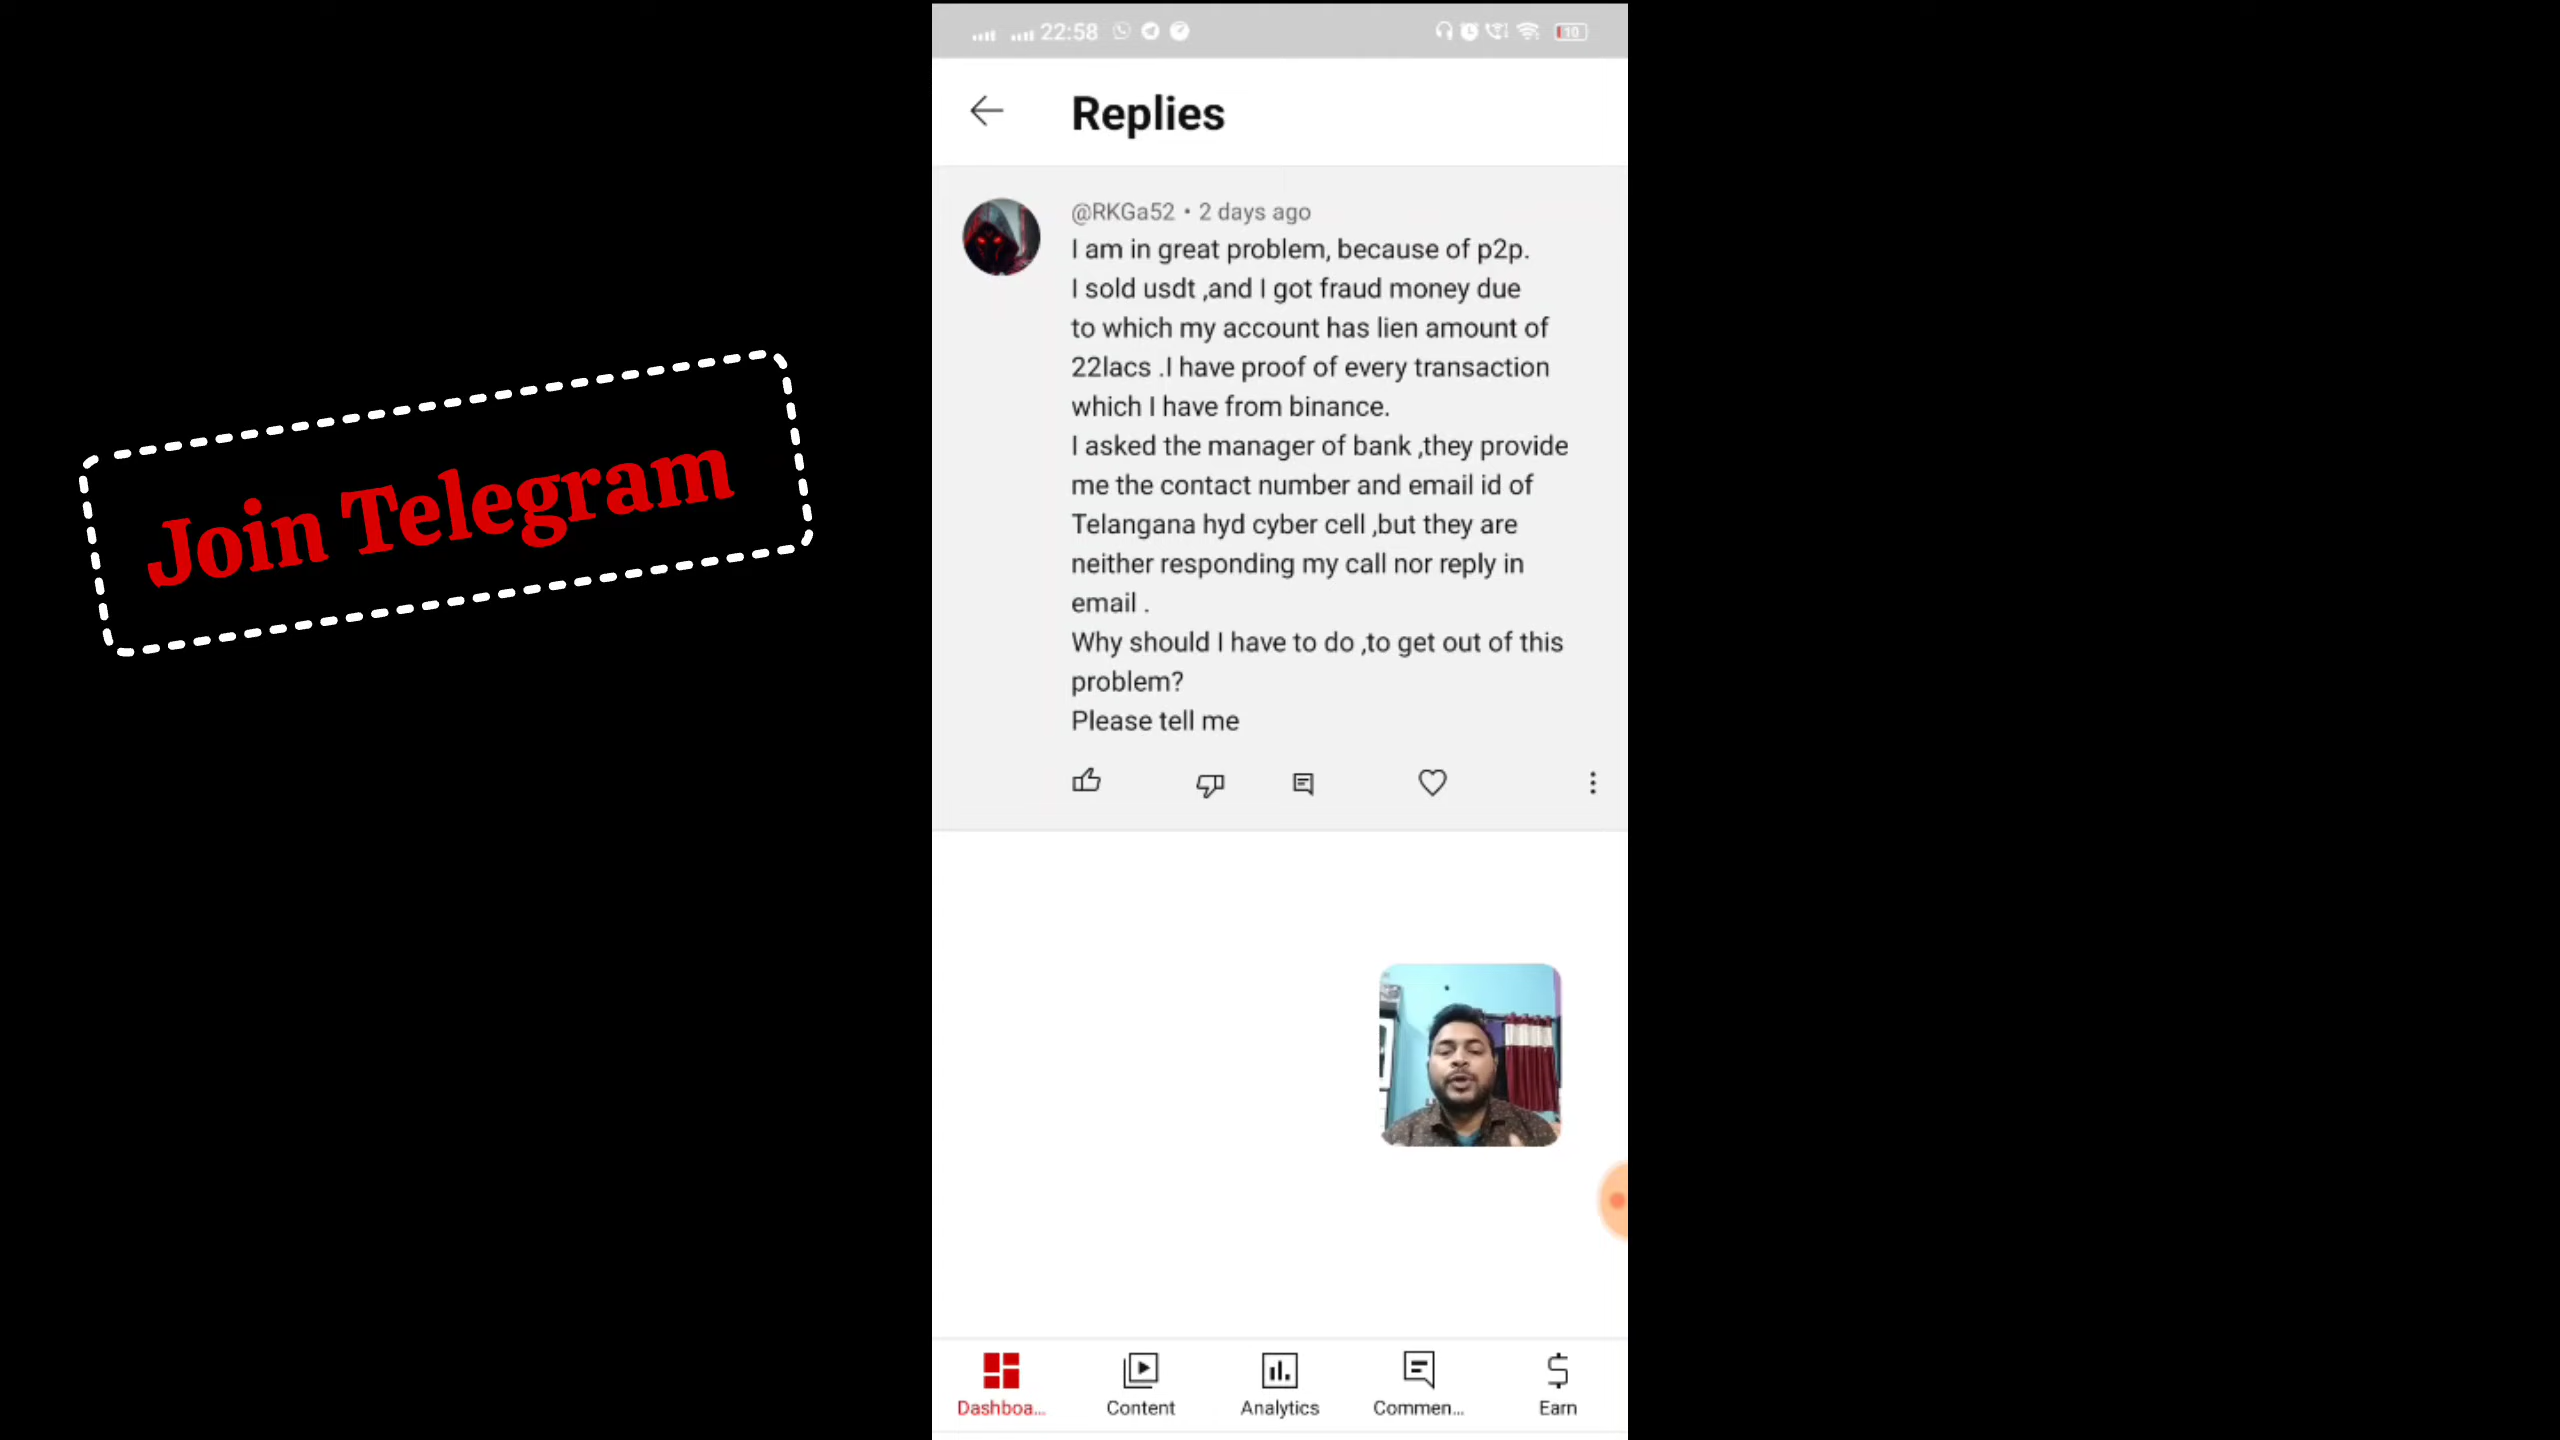 22:58
10
Replies
@RKGa52 • 2 days ago
I am in great problem, because of p2p.
I sold usdt ,and I got fraud money due
to which my account has lien amount of
22lacs .I have proof of every transaction
which I have from binance.
I asked the manager of bank ,they provide
me the contact number and email id of
Telangana hyd cyber cell ,but they are
neither responding my call nor reply in
email .
Why should I have to do ,to get out of this
problem?
Please tell me
Join Telegram
Dashboa...
Content
Analytics
Commen...
Earn